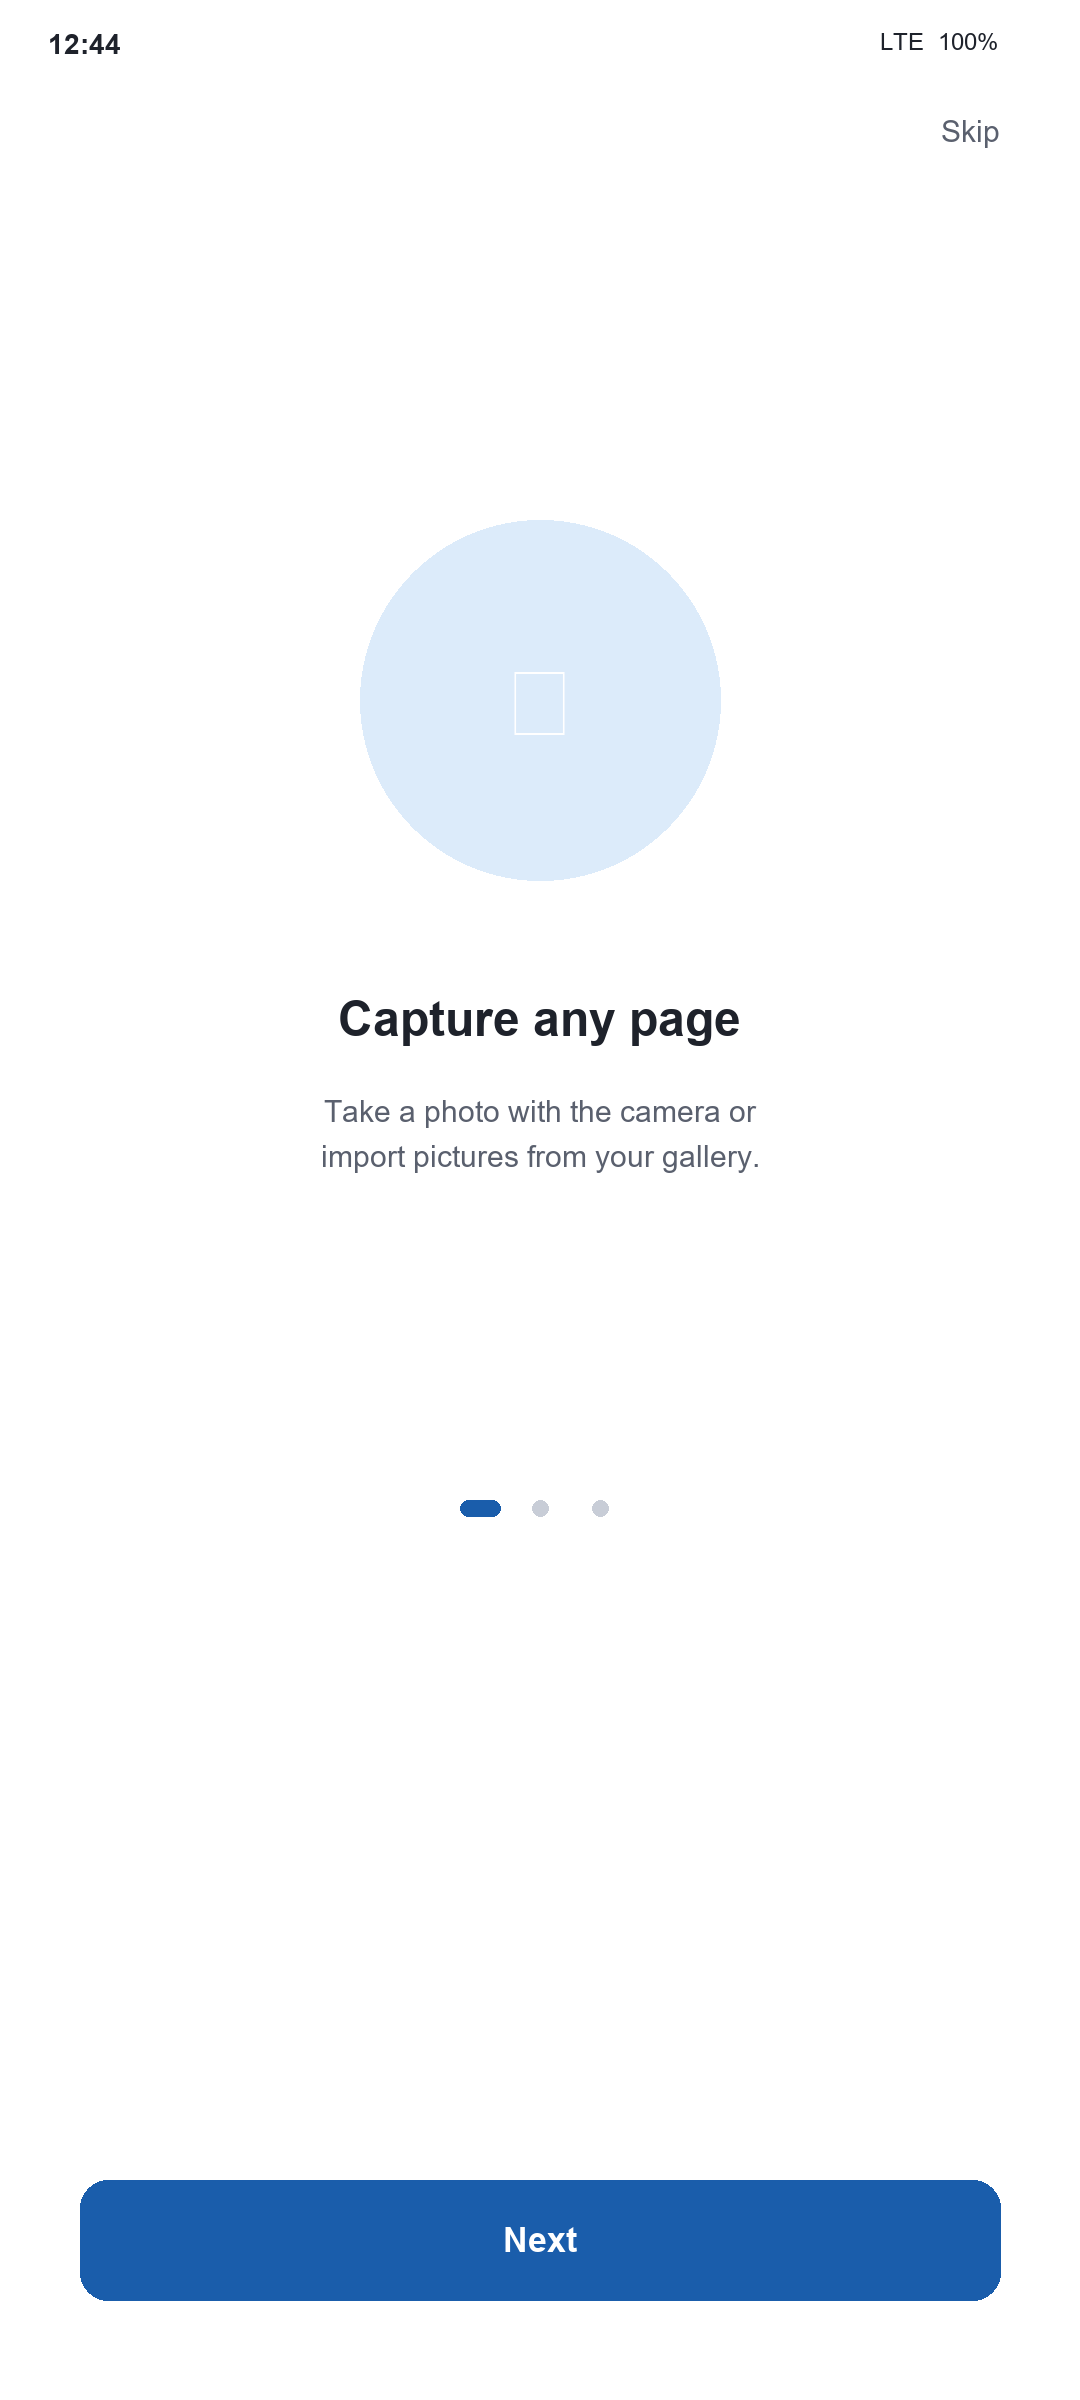 12:44
LTE 100%
Skip
Capture any page
Take a photo with the camera or
import pictures from your gallery.
Next